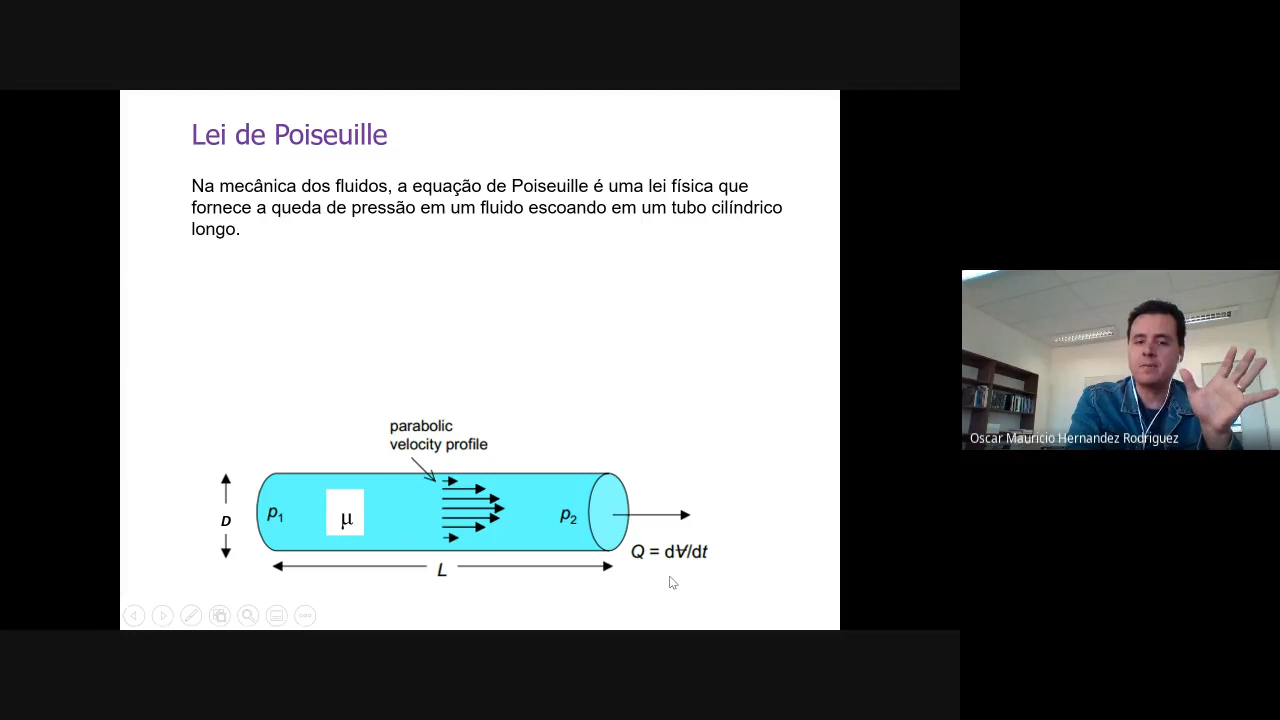 Lei de Poiseuille
Na mecânica dos fluidos, a equação de Poiseuille é uma lei física que
fornece a queda de pressão em um fluido escoando em um tubo cilíndrico
longo.
parabolic
velocity profile
D
p1
μ
p2
Q = dV/dt
L
Oscar Mauricio Hernandez Rodriguez